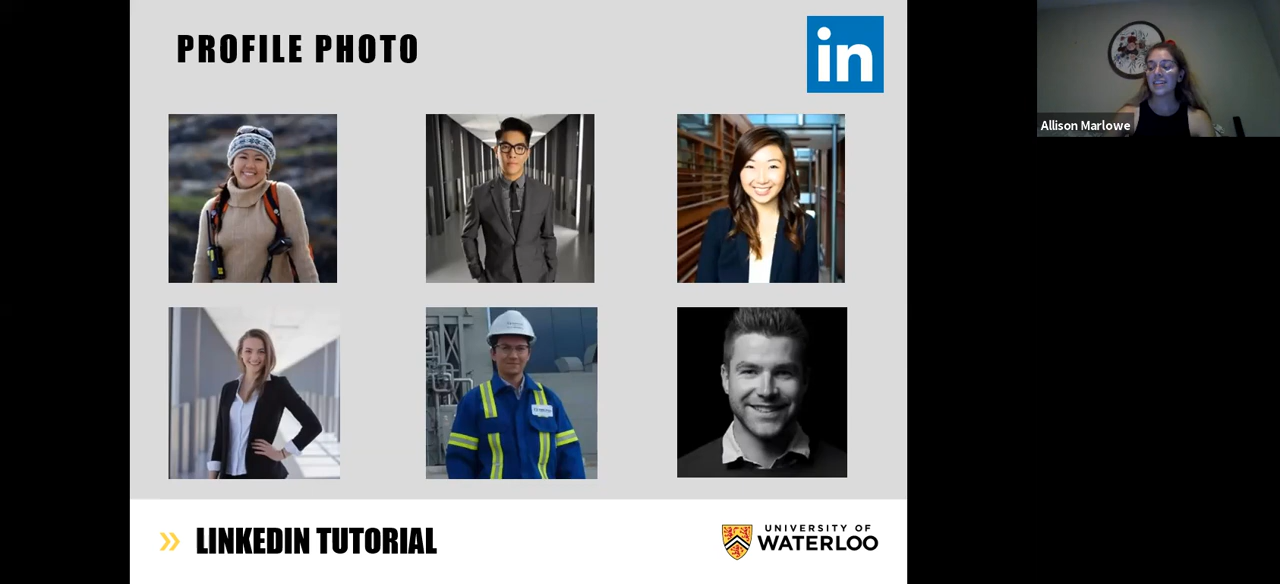 PROFILE PHOTO
in
Allison Marlowe
LINKEDIN TUTORIAL
UNIVERSITY OF
WATERLOO